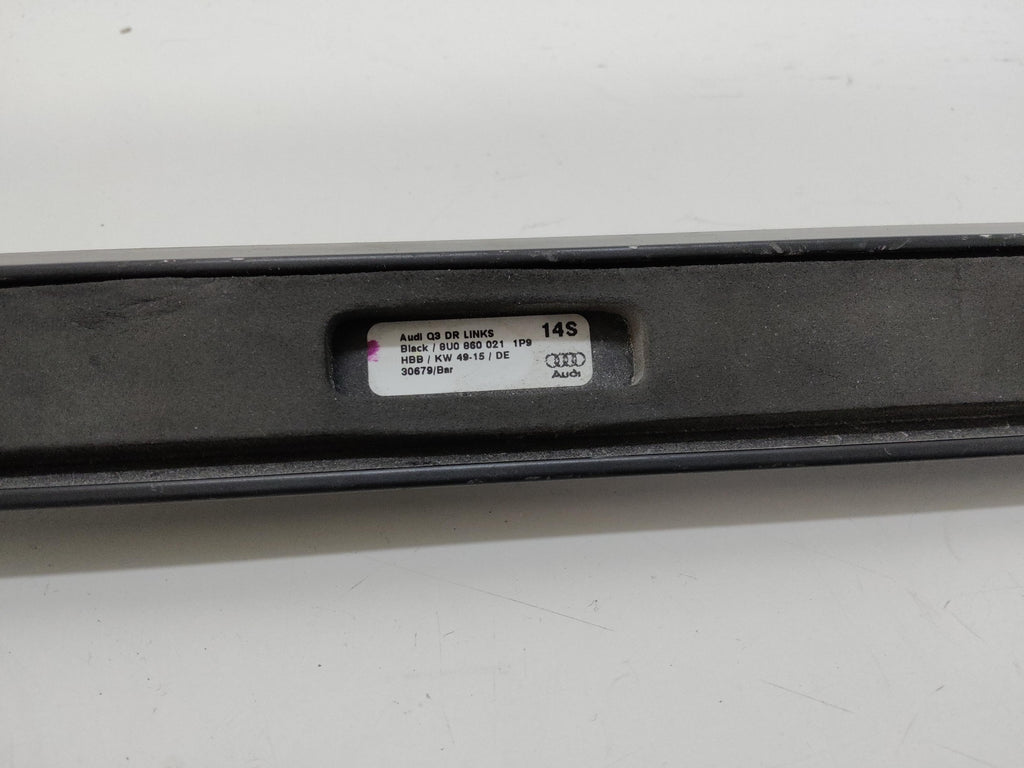 Audi Q3 DR LINKS 14S
Black / 8U0 860 021 1P9
HBB / KW 49-15 / DE
30679/Bar
Audi